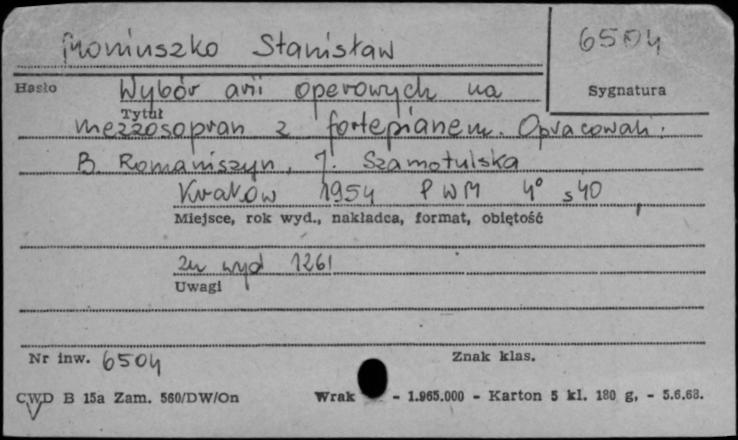 Moniuszko Stanisław
6504
Hasło
Sygnatura
Wybór arii operowych na
Tytuł
mezzosopran z fortepianem. Opracowali:
B. Romaniszyn, J. Szamotulska
Kraków 1954 PWM 4° s 40
Miejsce, rok wyd., nakładca, format, objętość
zn wyd 1261
Uwagi
Nr inw. 6504
Znak klas.
CWD B 15a Zam. 560/DW/On Wrak - 1.965.000 - Karton 5 kl. 180 g, - 5.6.68.